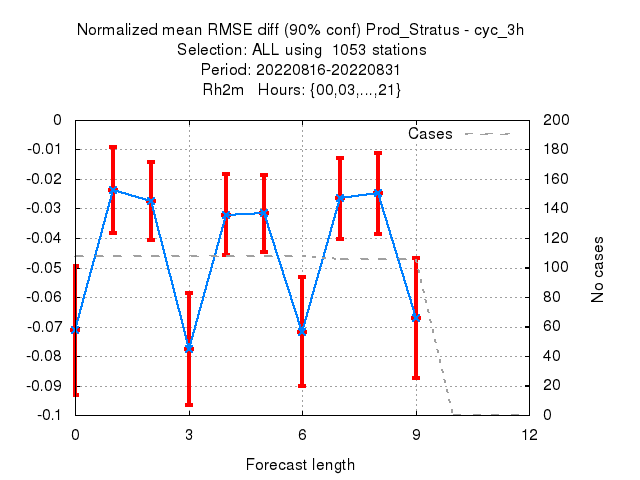 Normalized mean RMSE diff (90% conf) Prod_Stratus - cyc_3h
Selection: ALL using  1053 stations
Period: 20220816-20220831
Rh2m   Hours: {00,03,...,21}
Cases
0
-0.01
-0.02
-0.03
-0.04
-0.05
-0.06
-0.07
-0.08
-0.09
-0.1
200
180
160
140
120
100
80
60
40
20
0
No cases
0 3 6 9 12
Forecast length